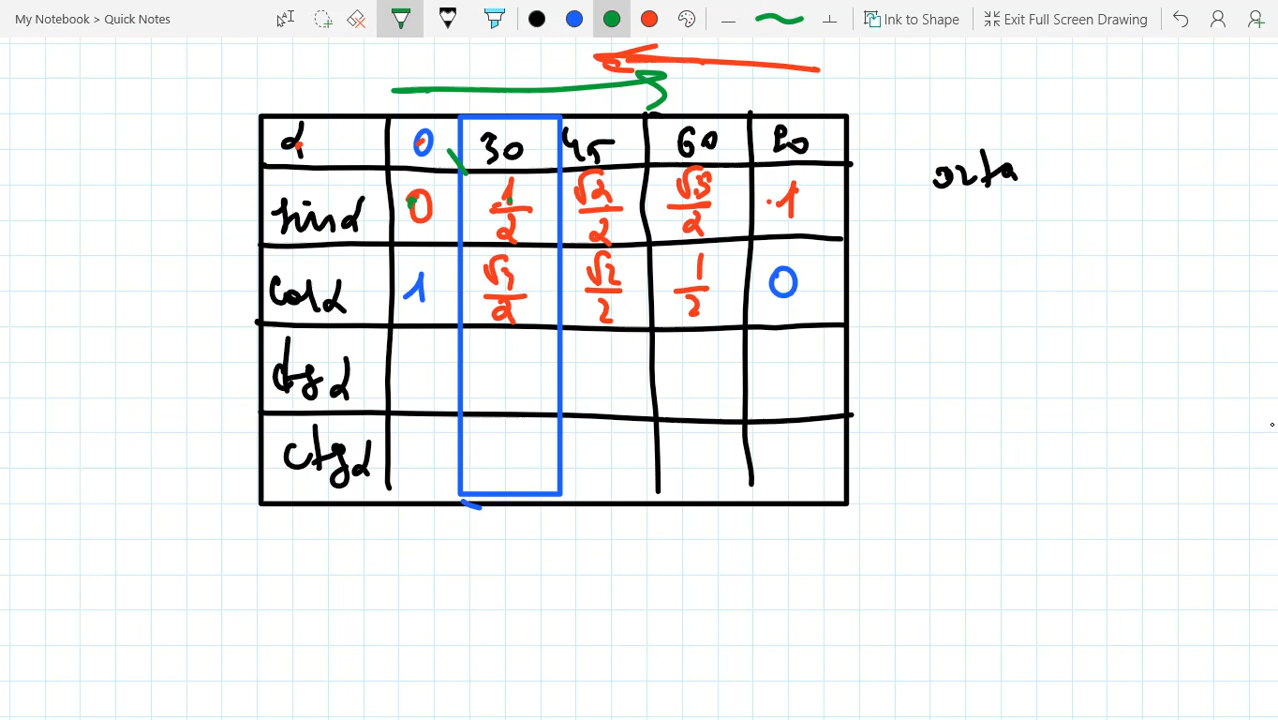 My Notebook > Quick Notes
Ink to Shape
Exit Full Screen Drawing
α 0 30 45 60 90
sinα 0 1/2 √2/2 √3/2 1
cosα 1 √3/2 √2/2 1/2 0
tgα
ctgα